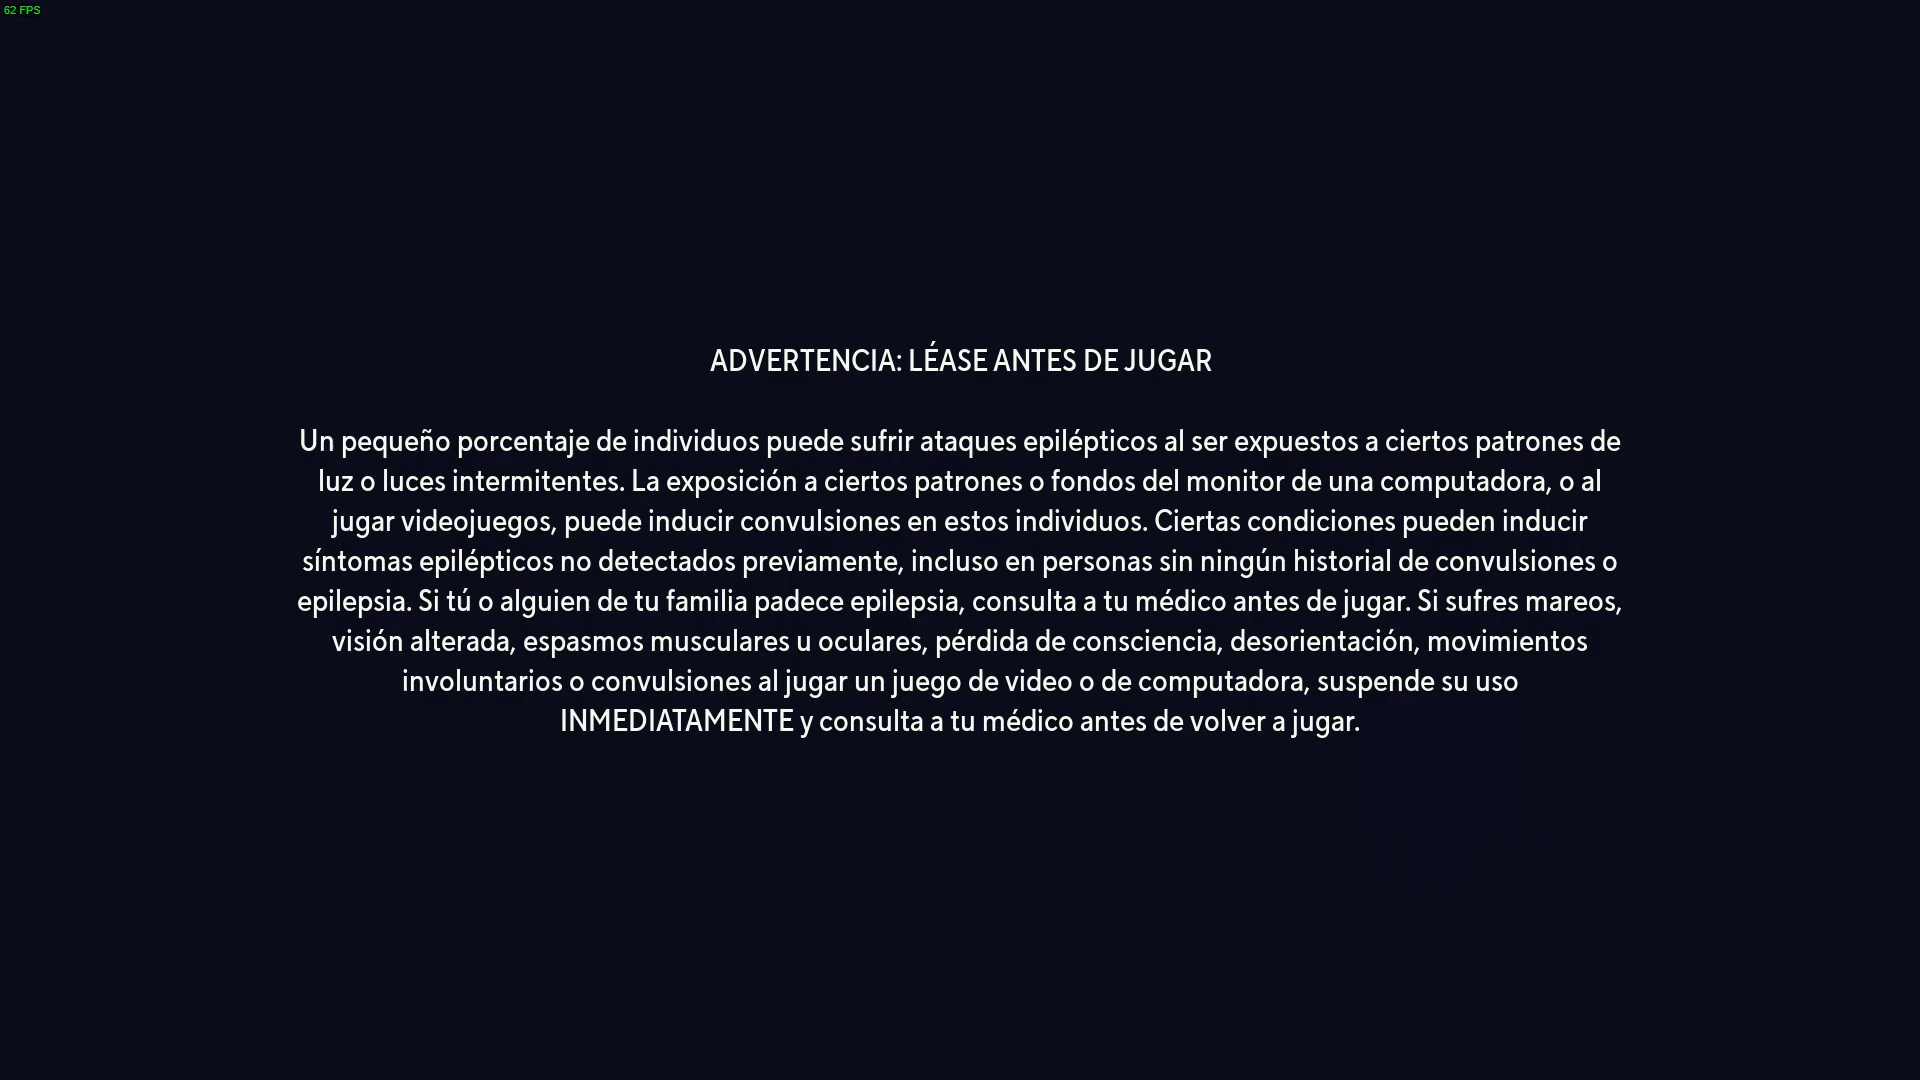 62 FPS
ADVERTENCIA: LÉASE ANTES DE JUGAR
Un pequeño porcentaje de individuos puede sufrir ataques epilépticos al ser expuestos a ciertos patrones de
luz o luces intermitentes. La exposición a ciertos patrones o fondos del monitor de una computadora, o al
jugar videojuegos, puede inducir convulsiones en estos individuos. Ciertas condiciones pueden inducir
síntomas epilépticos no detectados previamente, incluso en personas sin ningún historial de convulsiones o
epilepsia. Si tú o alguien de tu familia padece epilepsia, consulta a tu médico antes de jugar. Si sufres mareos,
visión alterada, espasmos musculares u oculares, pérdida de consciencia, desorientación, movimientos
involuntarios o convulsiones al jugar un juego de video o de computadora, suspende su uso
INMEDIATAMENTE y consulta a tu médico antes de volver a jugar.